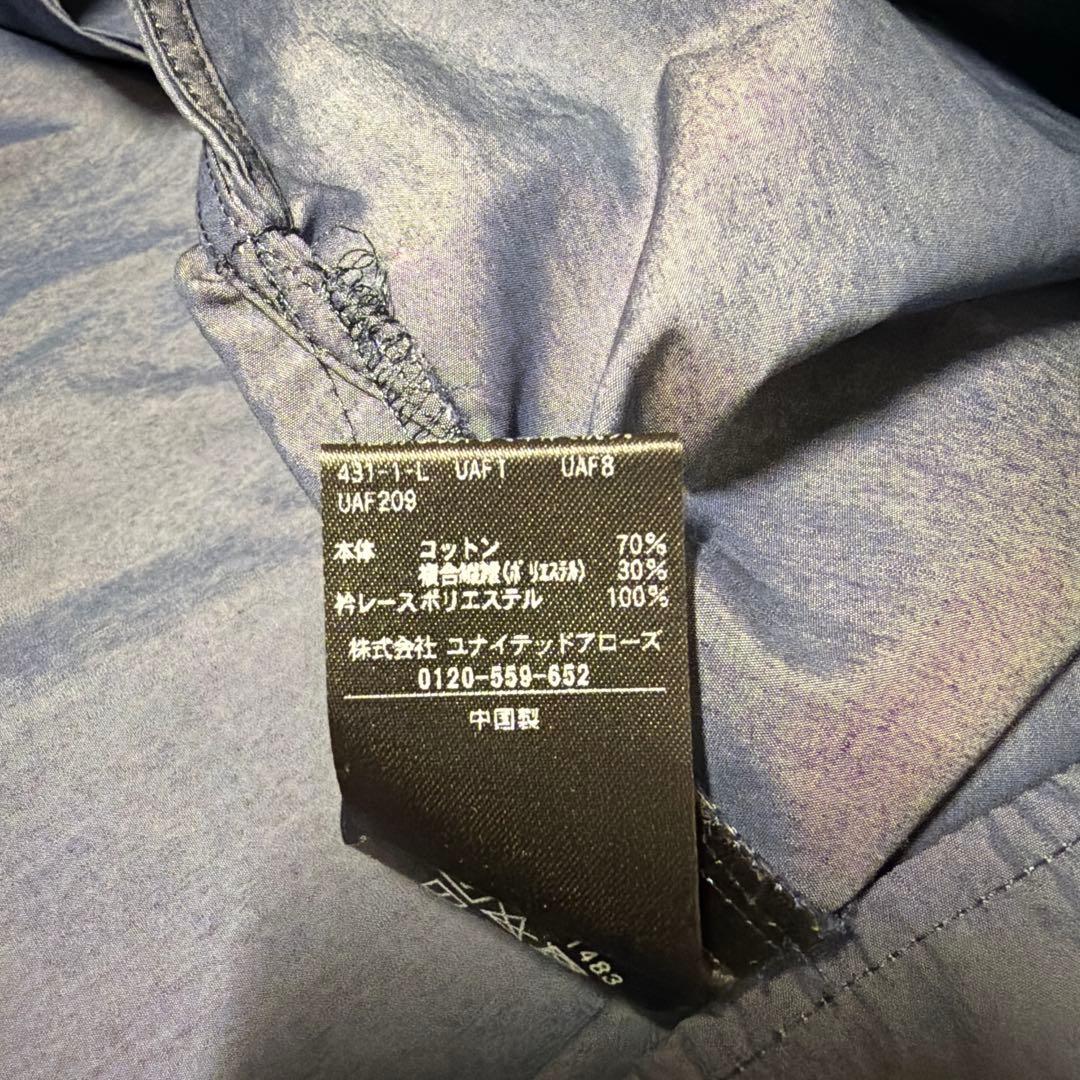 431-1-L UAF1 UAF8
UAF209
本体 コットン 70%
複合繊維(ポリエステル) 30%
衿レースポリエステル 100%
株式会社 ユナイテッドアローズ
0120-559-652
中国製
1483